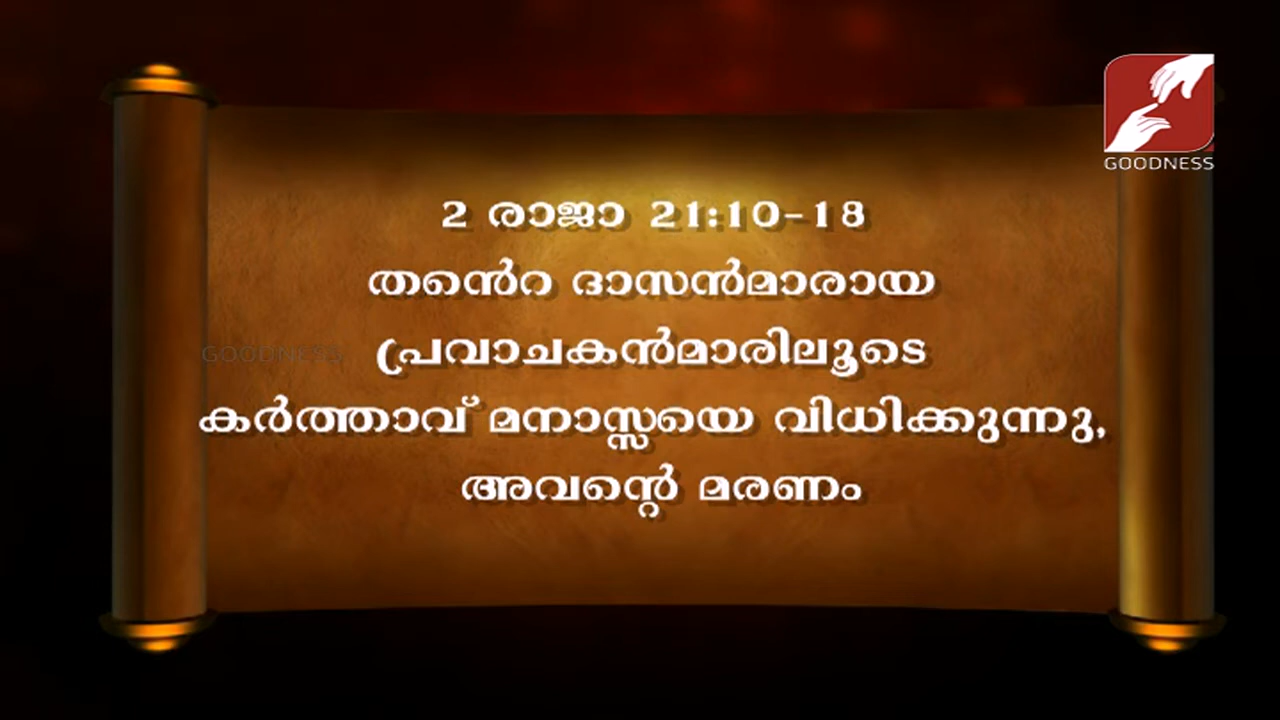 GOODNESS
2 രാജാ 21:10-18
തൻെറ ദാസൻമാരായ
GOODNESS
പ്രവാചകൻമാരിലൂടെ
കർത്താവ് മനാസ്സയെ വിധിക്കുന്നു,
അവന്റെ മരണം